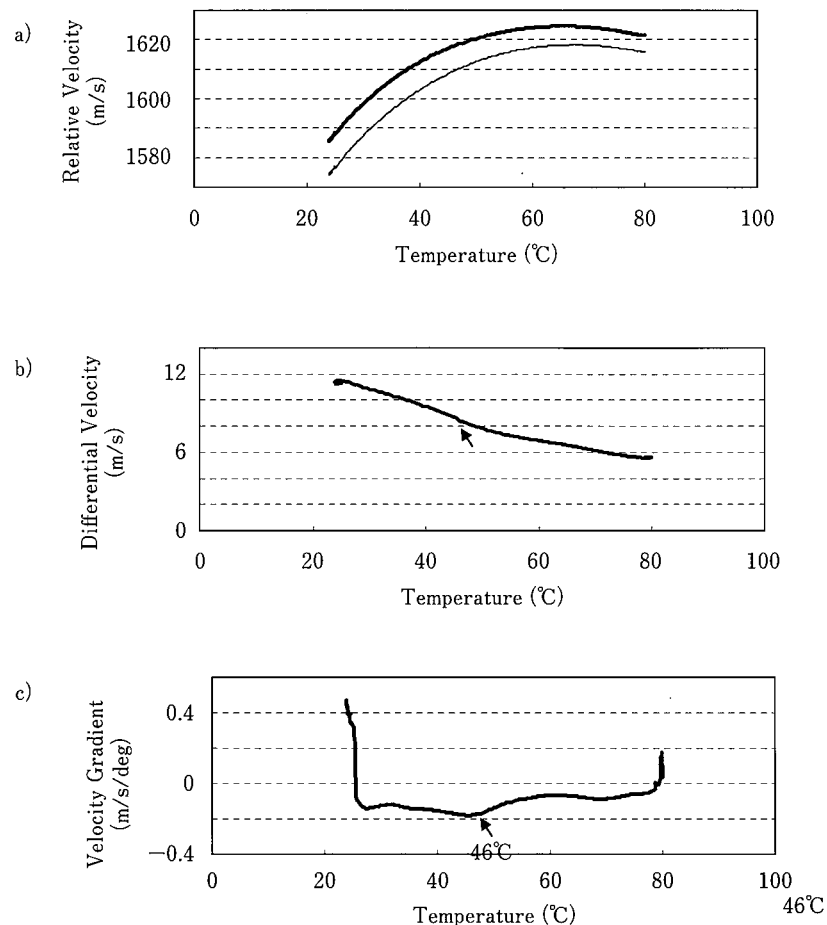 a)
Relative Velocity
(m/s)
1620
1600
1580
0 20 40 60 80 100
Temperature (℃)
b)
Differential Velocity
(m/s)
12
6
0
0 20 40 60 80 100
Temperature (℃)
c)
Velocity Gradient
(m/s/deg)
0.4
0
−0.4
46℃
0 20 40 60 80 100
46℃
Temperature (℃)